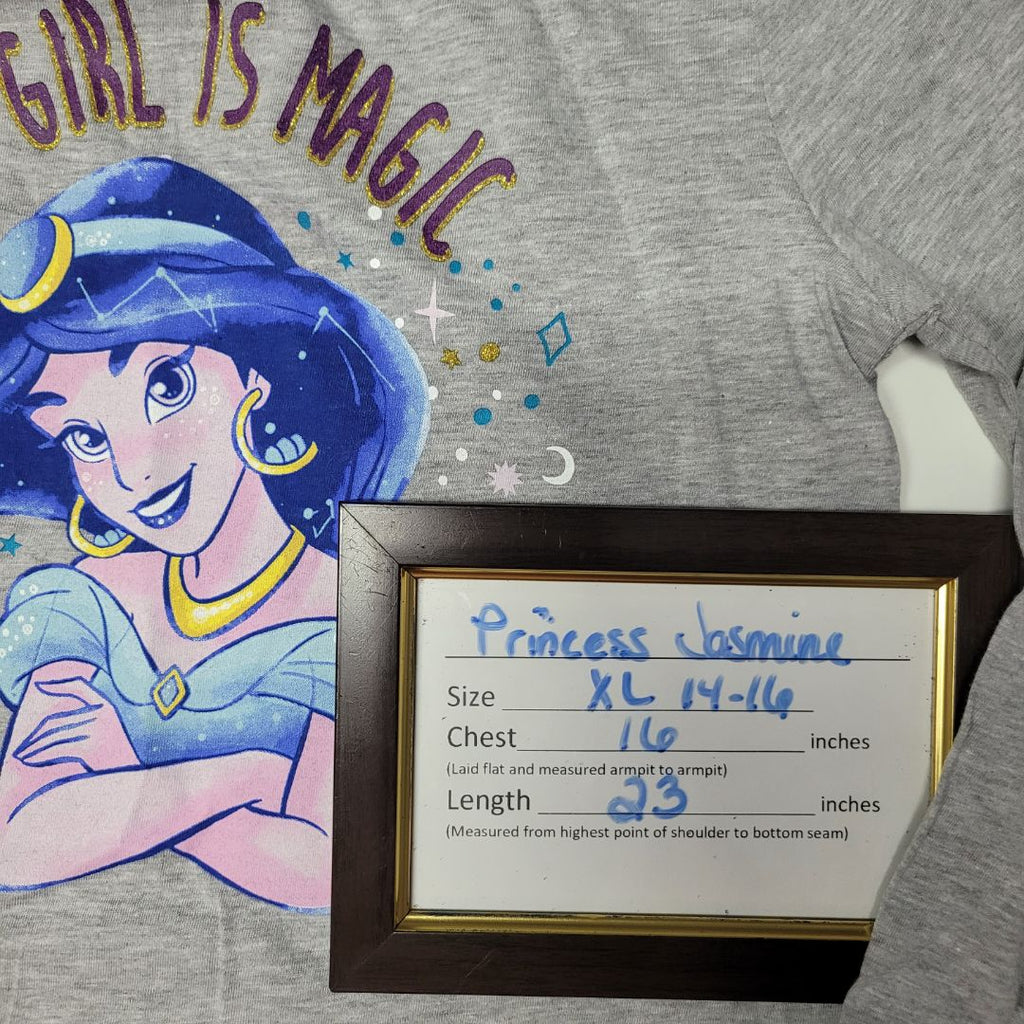 GIRL IS MAGIC
Princess Jasmine
Size XL 14-16
Chest 16 inches
(Laid flat and measured armpit to armpit)
Length 23 inches
(Measured from highest point of shoulder to bottom seam)